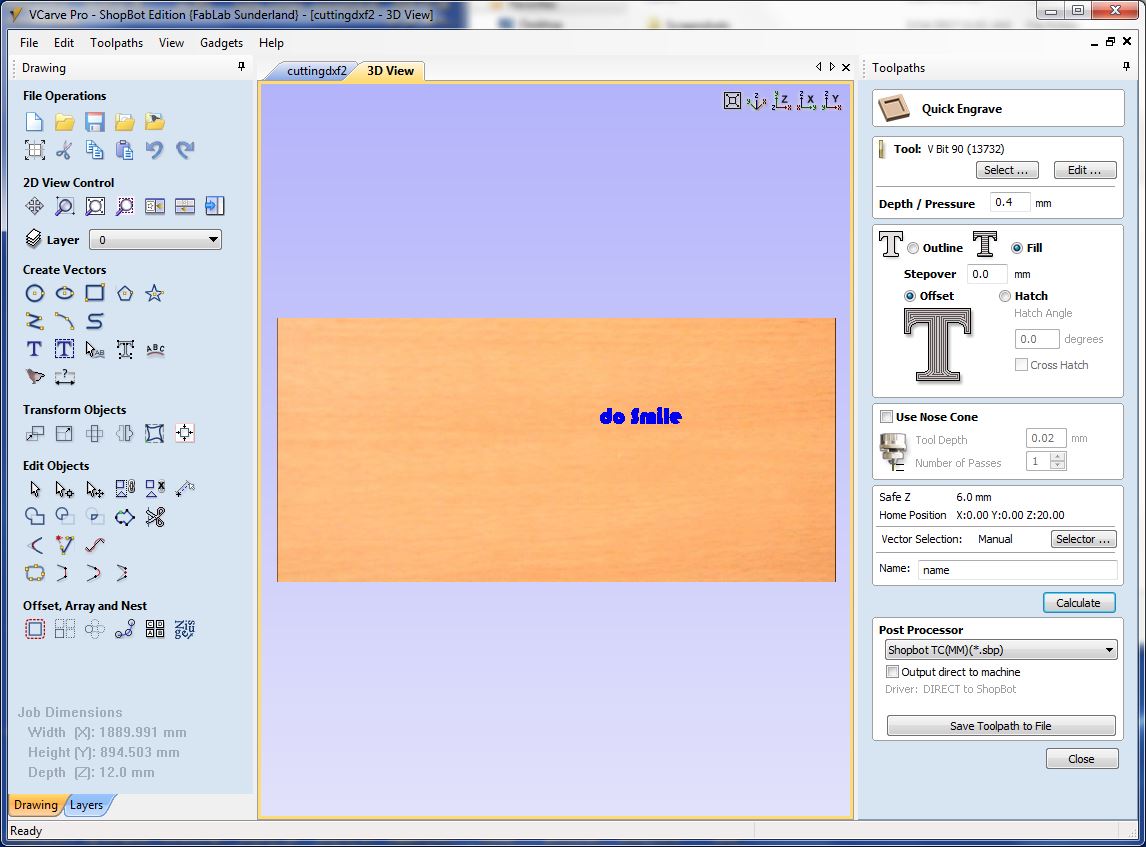 VCarve Pro - ShopBot Edition {FabLab Sunderland} - [cuttingdxf2 - 3D View]
File Edit Toolpaths View Gadgets Help
Drawing
File Operations
2D View Control
Layer 0
Create Vectors
Transform Objects
Edit Objects
Offset, Array and Nest
Job Dimensions
Width (X): 1889.991 mm
Height (Y): 894.503 mm
Depth (Z): 12.0 mm
Drawing Layers
Ready
cuttingdxf2 3D View
do Smile
Toolpaths
Quick Engrave
Tool: V Bit 90 (13732)
Select ... Edit ...
Depth / Pressure 0.4 mm
Outline Fill
Stepover 0.0 mm
Offset Hatch
Hatch Angle
0.0 degrees
Cross Hatch
Use Nose Cone
Tool Depth 0.02 mm
Number of Passes 1
Safe Z 6.0 mm
Home Position X:0.00 Y:0.00 Z:20.00
Vector Selection: Manual Selector ...
Name: name
Calculate
Post Processor
Shopbot TC(MM)(*.sbp)
Output direct to machine
Driver: DIRECT to ShopBot
Save Toolpath to File
Close